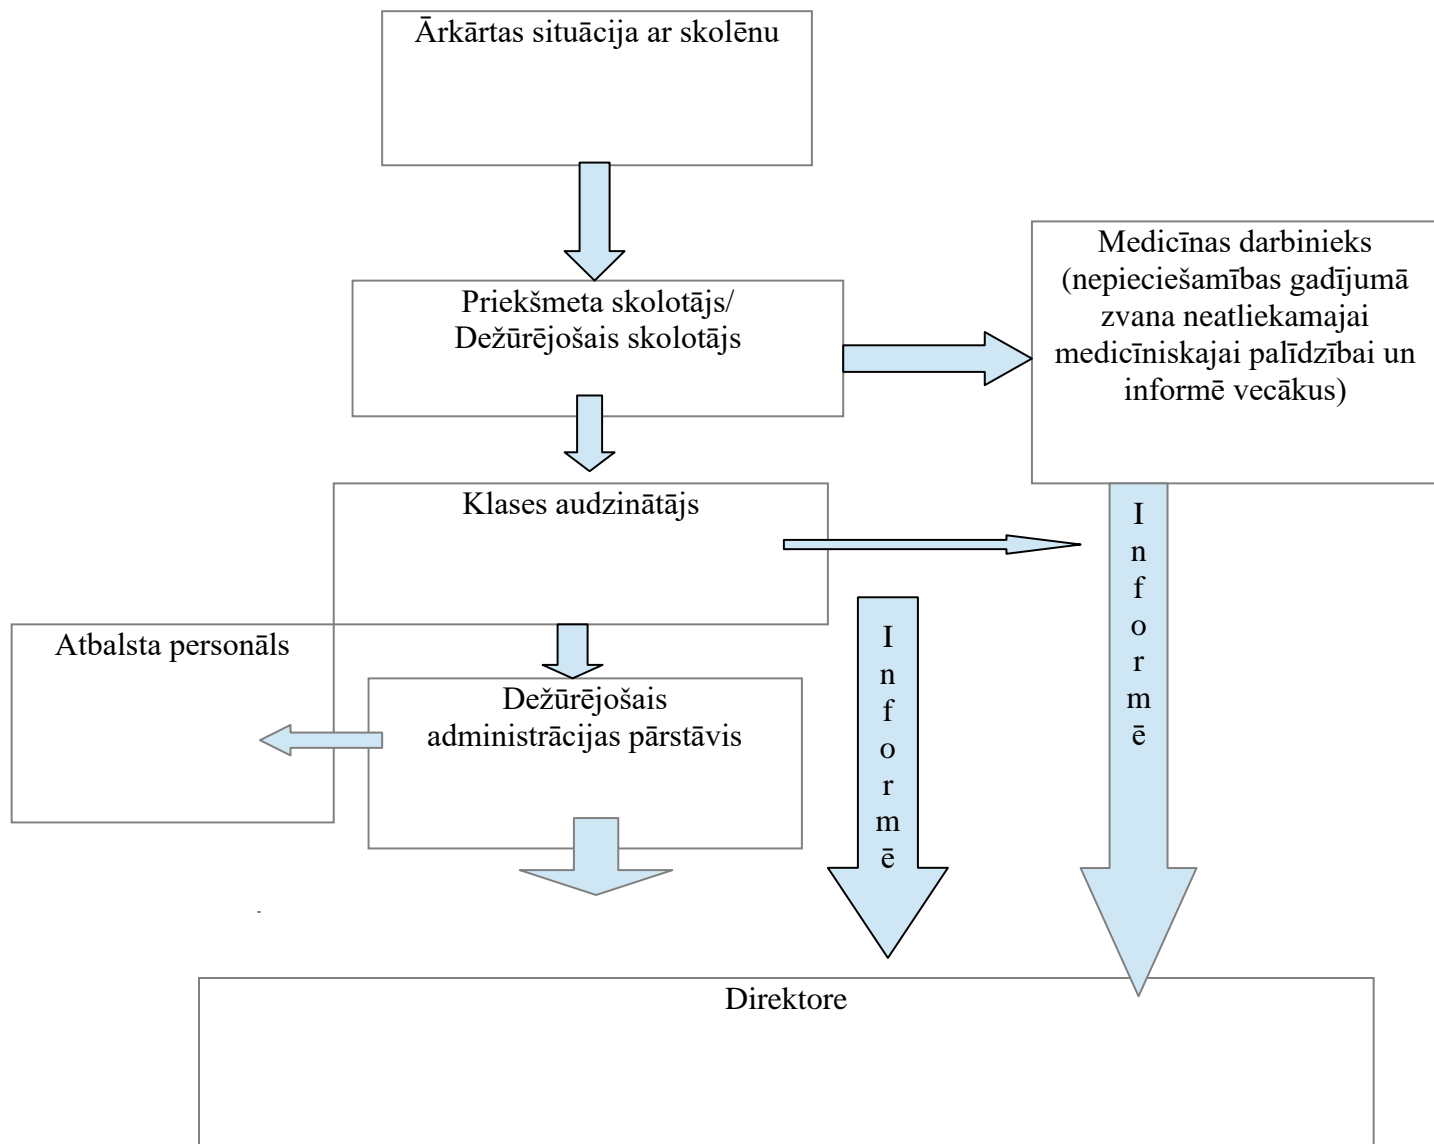 Ārkārtas situācija ar skolēnu
Medicīnas darbinieks
(nepieciešamības gadījumā
zvana neatliekamajai
medicīniskajai palīdzībai un
informē vecākus)
Priekšmeta skolotājs/
Dežūrējošais skolotājs
Klases audzinātājs
I
n
f
o
r
m
ē
Atbalsta personāls
I
n
f
o
r
m
ē
Dežūrējošais
administrācijas pārstāvis
Direktore